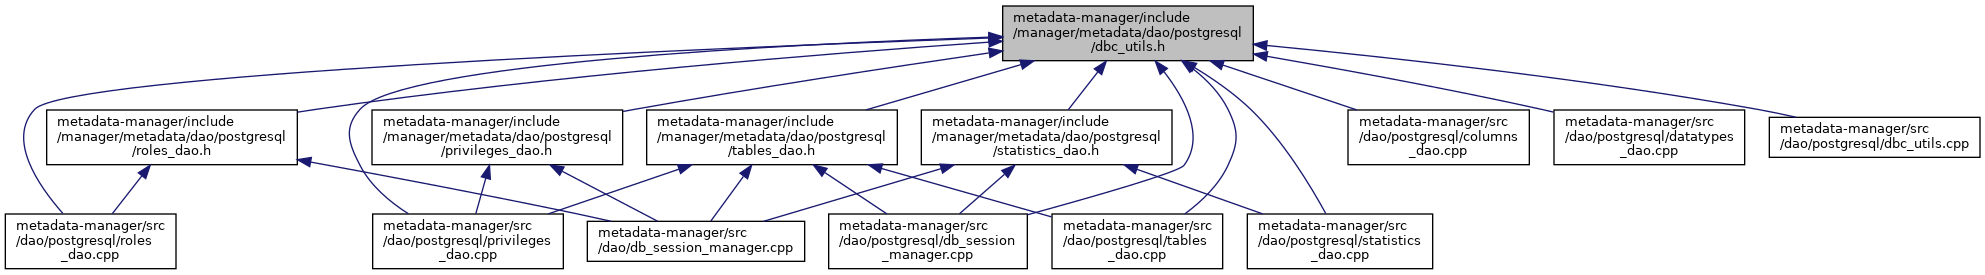 metadata-manager/include
/manager/metadata/dao/postgresql
/dbc_utils.h
metadata-manager/include
/manager/metadata/dao/postgresql
/roles_dao.h
metadata-manager/include
/manager/metadata/dao/postgresql
/privileges_dao.h
metadata-manager/include
/manager/metadata/dao/postgresql
/tables_dao.h
metadata-manager/include
/manager/metadata/dao/postgresql
/statistics_dao.h
metadata-manager/src
/dao/postgresql/columns
_dao.cpp
metadata-manager/src
/dao/postgresql/datatypes
_dao.cpp
metadata-manager/src
/dao/postgresql/dbc_utils.cpp
metadata-manager/src
/dao/postgresql/roles
_dao.cpp
metadata-manager/src
/dao/postgresql/privileges
_dao.cpp
metadata-manager/src
/dao/db_session_manager.cpp
metadata-manager/src
/dao/postgresql/db_session
_manager.cpp
metadata-manager/src
/dao/postgresql/tables
_dao.cpp
metadata-manager/src
/dao/postgresql/statistics
_dao.cpp